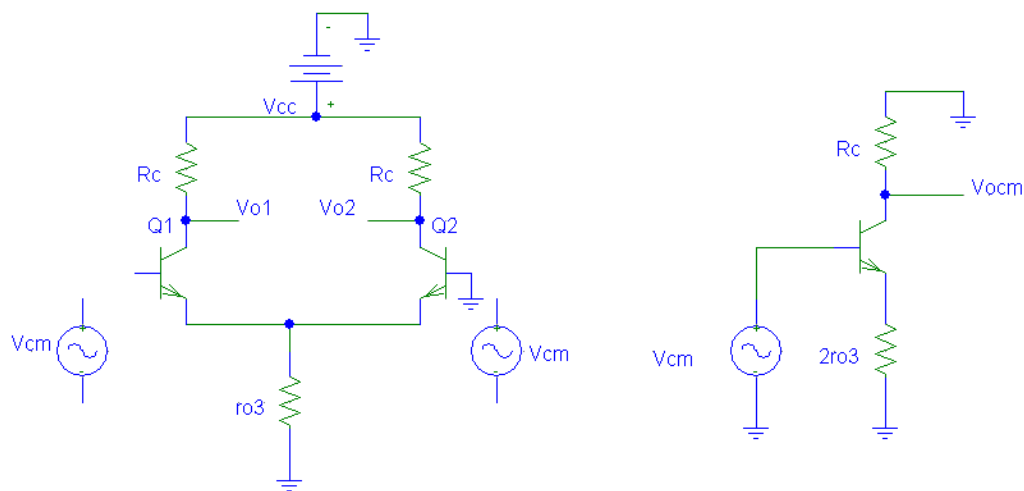 -
Vcc +
Rc Rc Rc
Vo1 Vo2 Vocm
Q1 Q2
+ + +
Vcm Vcm Vcm 2ro3
- - -
ro3